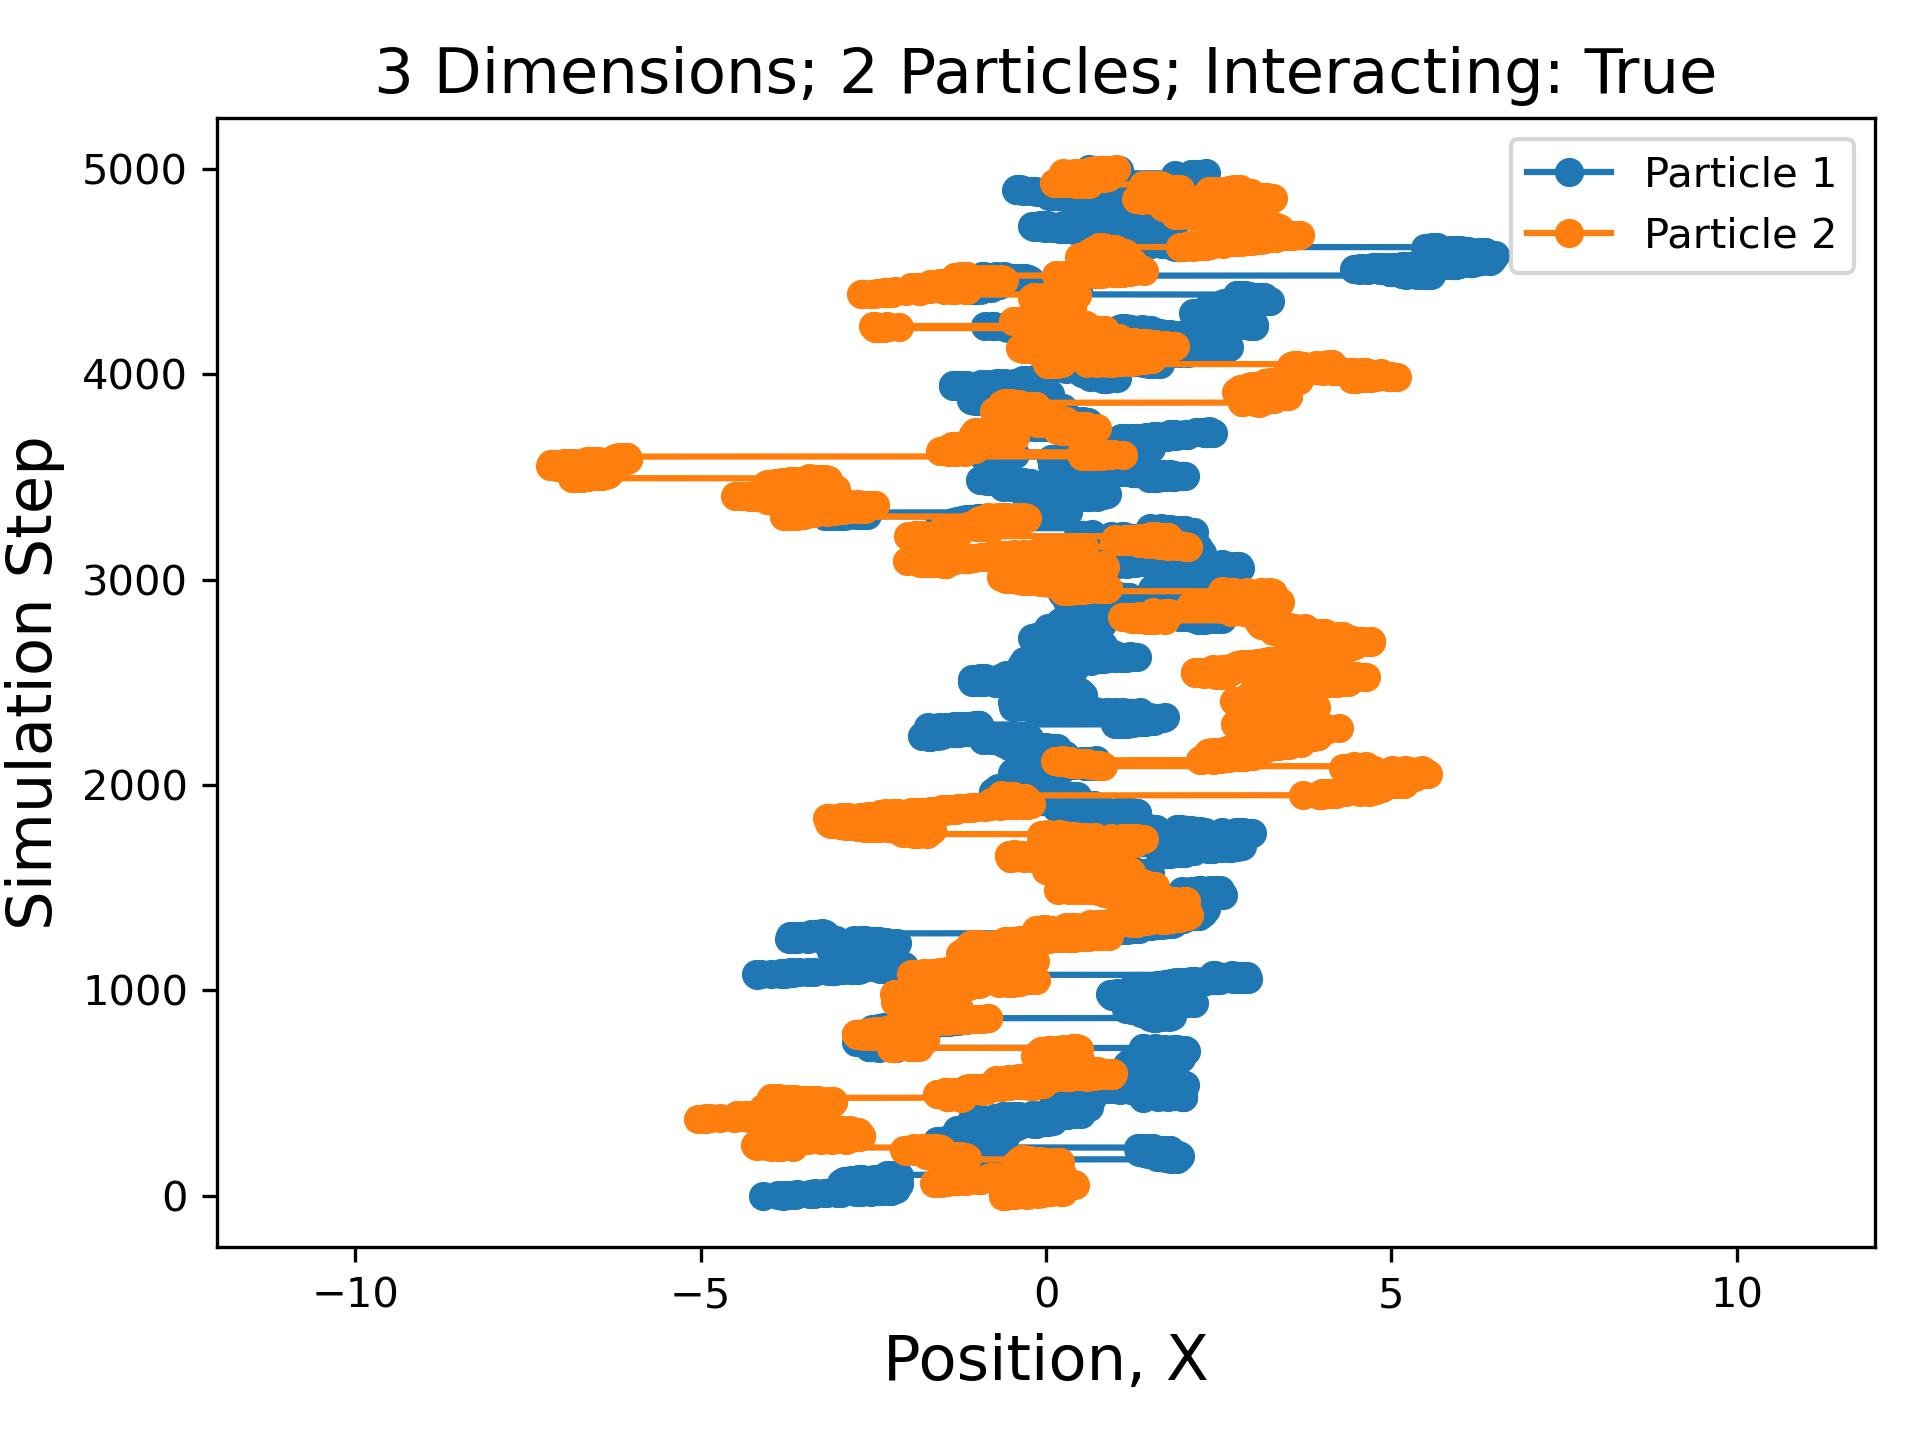 3 Dimensions; 2 Particles; Interacting: True
Particle 1
Particle 2
5000
4000
3000
2000
1000
0
Simulation Step
−10
−5
0
5
10
Position, X